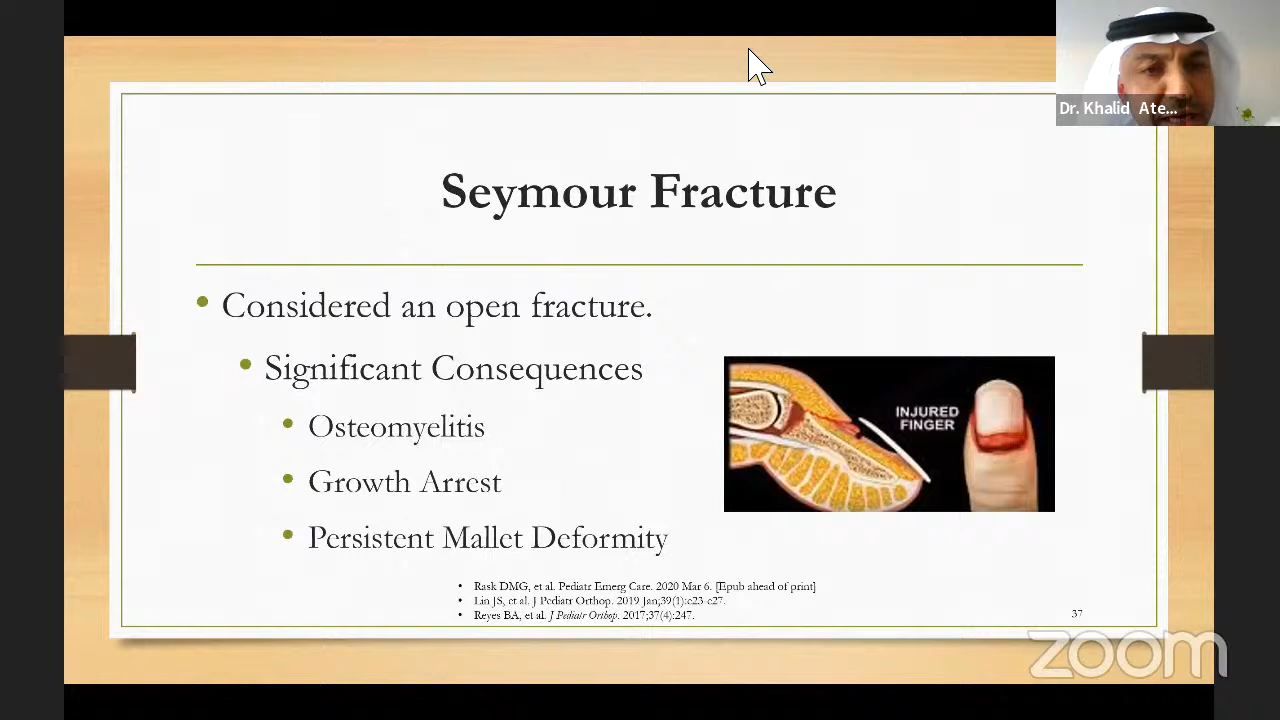 Dr. Khalid Ate...
Seymour Fracture
• Considered an open fracture.
• Significant Consequences
• Osteomyelitis
• Growth Arrest
• Persistent Mallet Deformity
INJURED
FINGER
• Rask DMG, et al. Pediatr Emerg Care. 2020 Mar 6. [Epub ahead of print]
• Lin JS, et al. J Pediatr Orthop. 2019 Jan;39(1):e23-e27.
• Reyes BA, et al. J Pediatr Orthop. 2017;37(4):247.
37
zoom